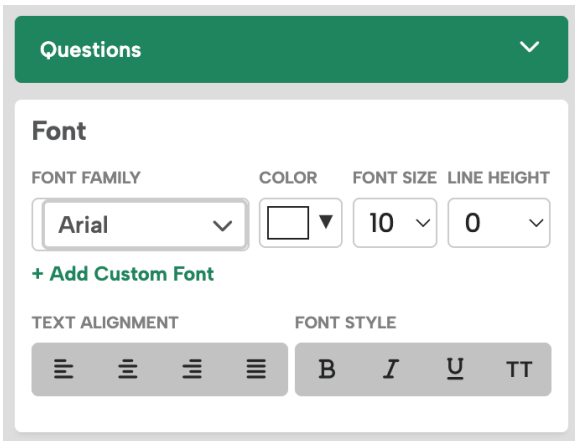 Questions
Font
FONT FAMILY COLOR FONT SIZE LINE HEIGHT
Arial 10 0
+ Add Custom Font
TEXT ALIGNMENT FONT STYLE
B I U TT